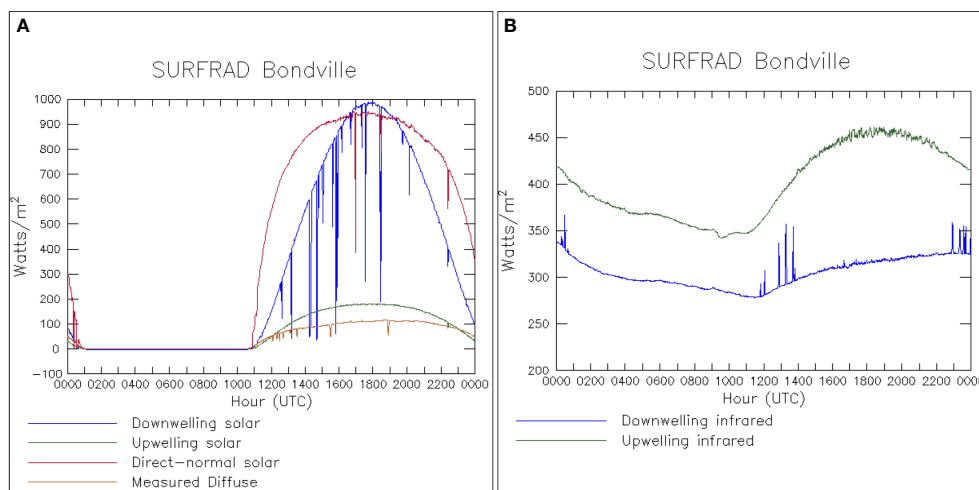 A
SURFRAD Bondville
1000
900
800
700
600
500
400
300
200
100
0
−100
0000 0200 0400 0600 0800 1000 1200 1400 1600 1800 2000 2200 0000
Watts/m²
Hour (UTC)
Downwelling solar
Upwelling solar
Direct−normal solar
Measured Diffuse
B
SURFRAD Bondville
500
450
400
350
300
250
200
0000 0200 0400 0600 0800 1000 1200 1400 1600 1800 2000 2200 000
Watts/m²
Hour (UTC)
Downwelling infrared
Upwelling infrared